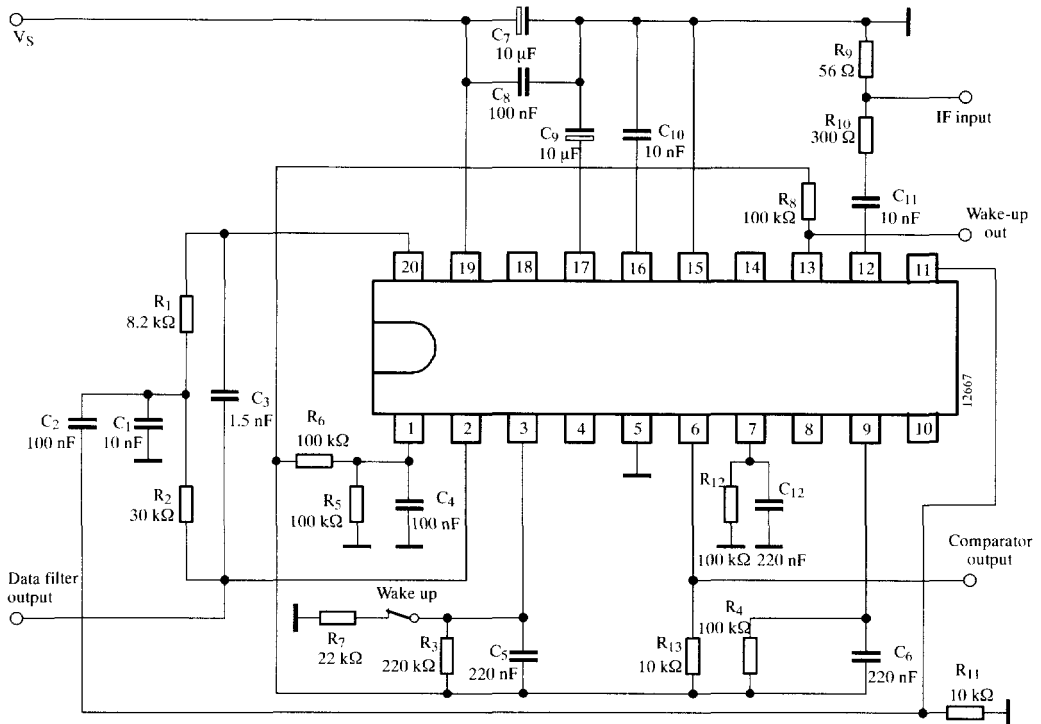 V_S
C_7
10 µF
C_8
100 nF
C_9
10 µF
C_10
10 nF
R_9
56 Ω
IF input
R_10
300 Ω
R_8
100 kΩ
C_11
10 nF
Wake-up
out
20 19 18 17 16 15 14 13 12 11
R_1
8.2 kΩ
12667
C_2
100 nF
C_1
10 nF
C_3
1.5 nF
R_6
100 kΩ
1 2 3 4 5 6 7 8 9 10
R_5
100 kΩ
C_4
100 nF
R_2
30 kΩ
R_12
100 kΩ
C_12
220 nF
Comparator
output
Data filter
output
Wake up
R_7
22 kΩ
R_3
220 kΩ
C_5
220 nF
R_13
10 kΩ
R_4
100 kΩ
C_6
220 nF
R_11
10 kΩ